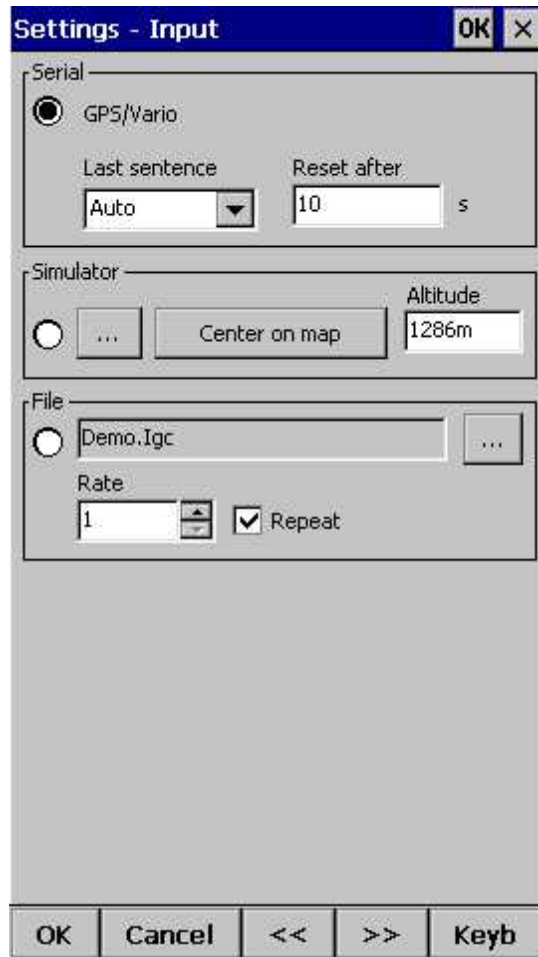 Settings - Input OK ×
Serial
GPS/Vario
Last sentence Reset after
Auto 10 s
Simulator
Altitude
... Center on map 1286m
File
Demo.Igc ...
Rate
1 Repeat
OK Cancel << >> Keyb